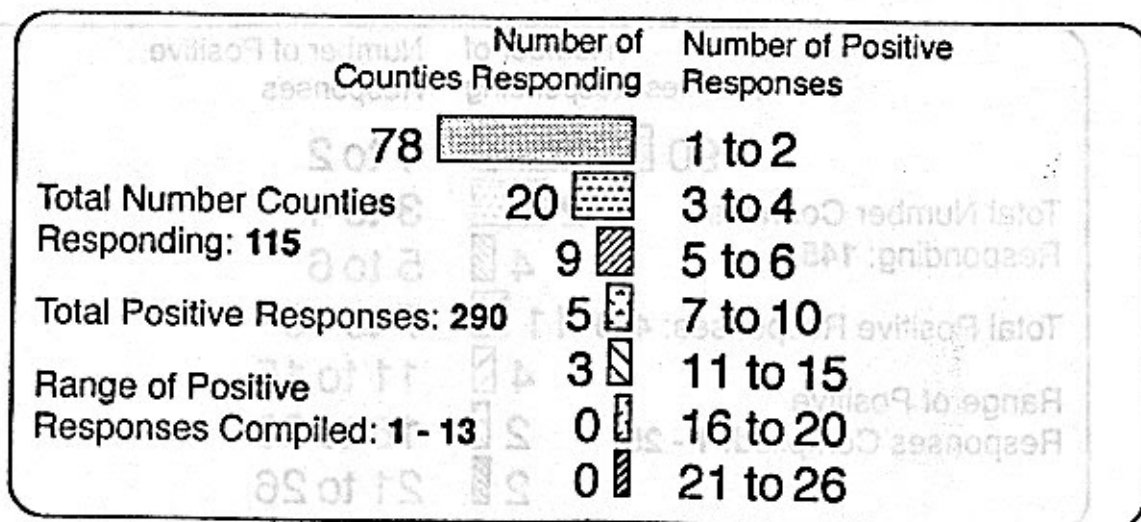 Number of Counties Responding
Number of Positive Responses
78 1 to 2
Total Number Counties Responding: 115
20 3 to 4
9 5 to 6
Total Positive Responses: 290
5 7 to 10
3 11 to 15
Range of Positive Responses Compiled: 1 - 13
0 16 to 20
0 21 to 26